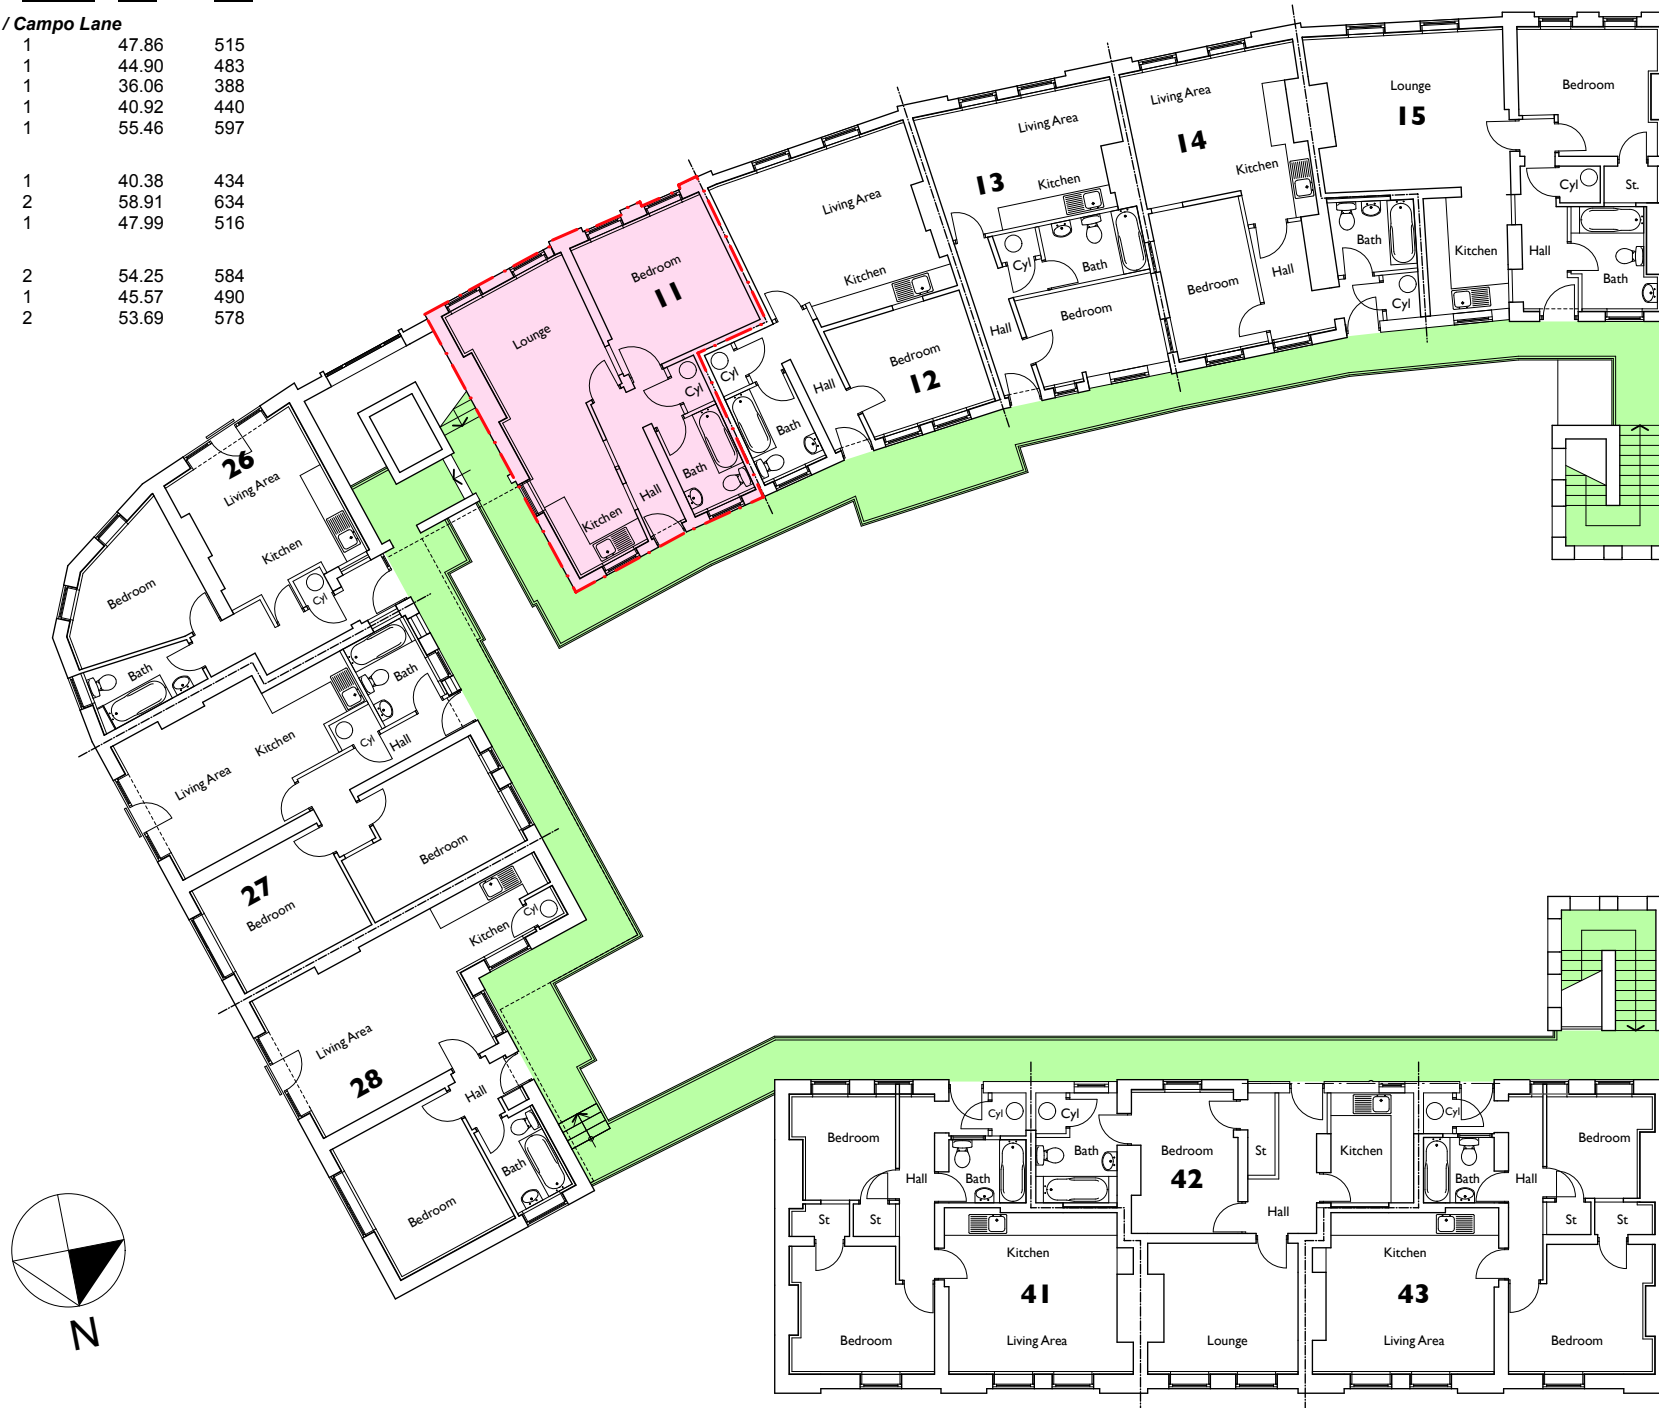 / Campo Lane
1 47.86 515
1 44.90 483
1 36.06 388
1 40.92 440
1 55.46 597
1 40.38 434
2 58.91 634
1 47.99 516
2 54.25 584
1 45.57 490
2 53.69 578
Lounge
Bedroom
11
Cyl
Bath
Hall
Kitchen
Living Area
Kitchen
Cyl
Hall
Bath
Bedroom
12
Living Area
13
Kitchen
Cyl
Bath
Hall
Bedroom
Living Area
14
Kitchen
Bedroom
Hall
Lounge
15
Bath
Cyl
Kitchen
Bedroom
Cyl
St.
Hall
Bath
26
Living Area
Kitchen
Cyl
Bedroom
Bath
Bath
Kitchen
Cyl
Hall
Living Area
Bedroom
27
Bedroom
Cyl
Kitchen
Living Area
28
Hall
Bath
Bedroom
N
Bedroom
Hall
Cyl
Bath
St
St
Kitchen
41
Bedroom
Living Area
Cyl
Bath
Bedroom
42
St
Kitchen
Hall
Lounge
Cyl
Bath
Hall
Bedroom
St
St
Kitchen
43
Living Area
Bedroom